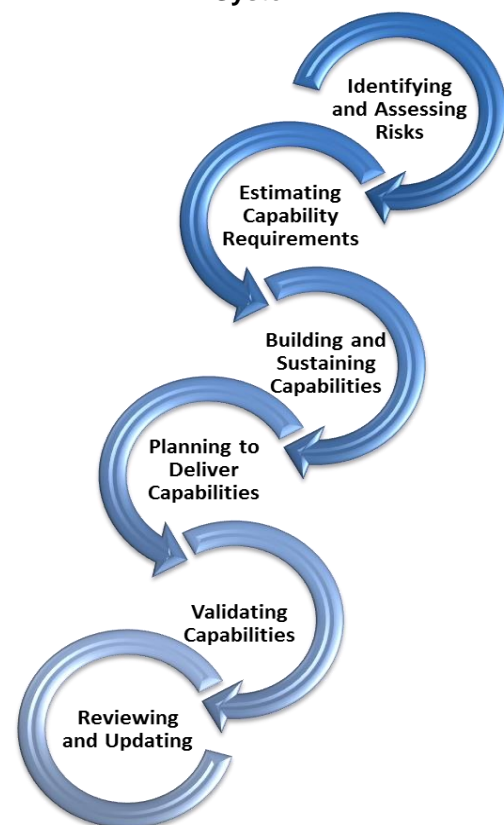 Identifying
and Assessing
Risks
Estimating
Capability
Requirements
Building and
Sustaining
Capabilities
Planning to
Deliver
Capabilities
Validating
Capabilities
Reviewing
and Updating